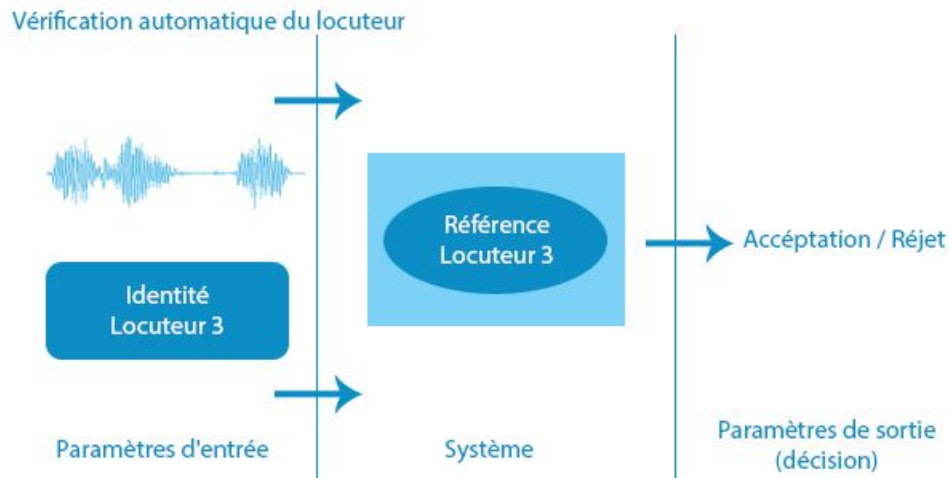 Vérification automatique du locuteur
Identité
Locuteur 3
Référence
Locuteur 3
Accéptation / Réjet
Paramètres d'entrée
Système
Paramètres de sortie
(décision)